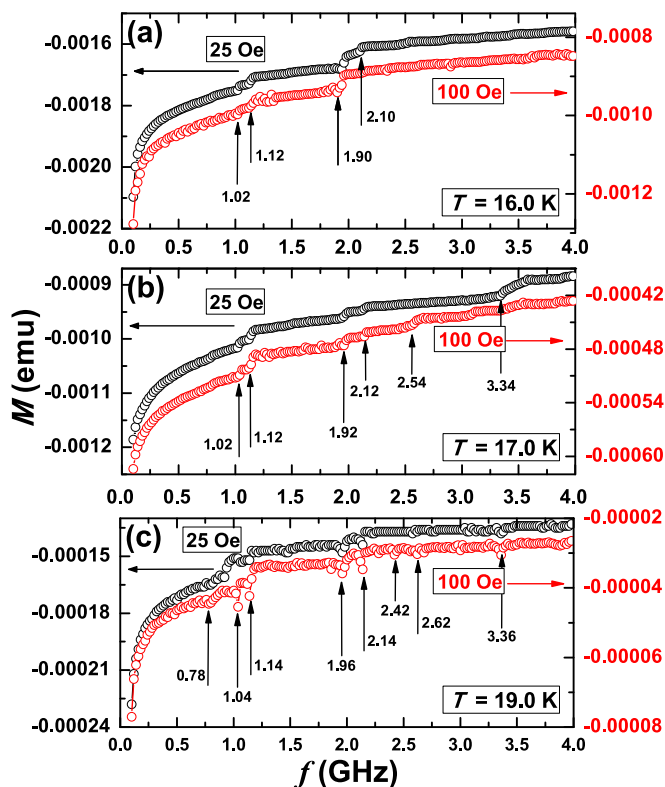 (a)
25 Oe
100 Oe
1.02
1.12
1.90
2.10
T = 16.0 K
-0.0016
-0.0018
-0.0020
-0.0022
-0.0008
-0.0010
-0.0012
0.0 0.5 1.0 1.5 2.0 2.5 3.0 3.5 4.0
(b)
25 Oe
100 Oe
1.02
1.12
1.92
2.12
2.54
3.34
T = 17.0 K
-0.0009
-0.0010
-0.0011
-0.0012
-0.00042
-0.00048
-0.00054
-0.00060
0.0 0.5 1.0 1.5 2.0 2.5 3.0 3.5 4.0
M (emu)
(c)
25 Oe
100 Oe
0.78
1.04
1.14
1.96
2.14
2.42
2.62
3.36
T = 19.0 K
-0.00015
-0.00018
-0.00021
-0.00024
-0.00002
-0.00004
-0.00006
-0.00008
0.0 0.5 1.0 1.5 2.0 2.5 3.0 3.5 4.0
f (GHz)